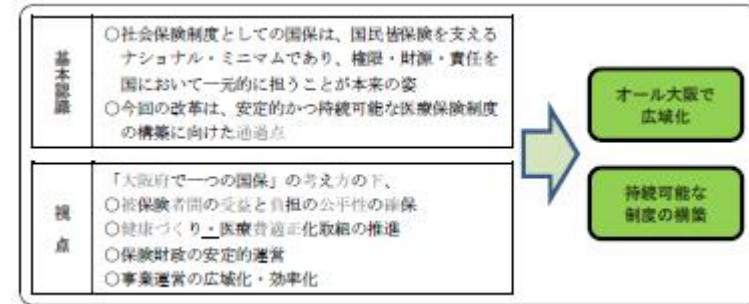 基本認識
○社会保険制度としての国保は、国民皆保険を支える
ナショナル・ミニマムであり、権限・財源・責任を
国において一元的に担うことが本来の姿
○今回の改革は、安定的かつ持続可能な医療保険制度
の構築に向けた通過点
視点
「大阪府で一つの国保」の考え方の下、
○被保険者間の受益と負担の公平性の確保
○健康づくり・医療費適正化取組の推進
○保険財政の安定的運営
○事業運営の広域化・効率化
オール大阪で
広域化
持続可能な
制度の構築